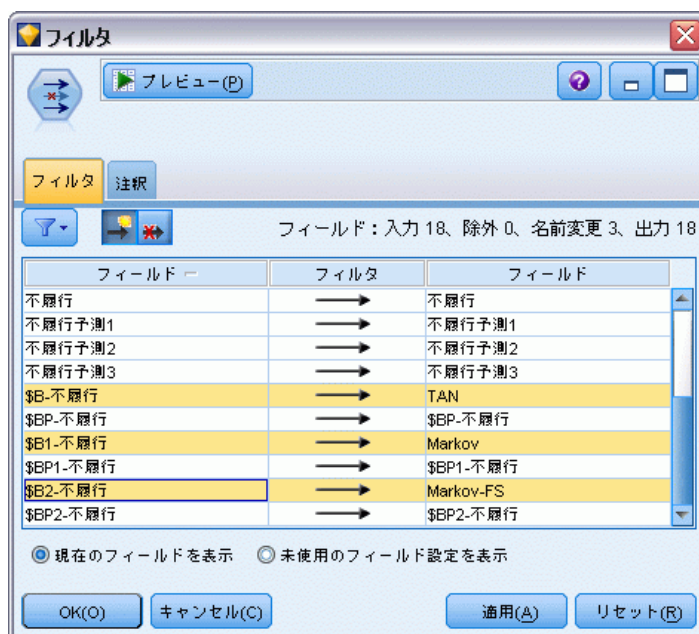 フィルタ
プレビュー(P)
フィルタ 注釈
フィールド：入力 18、除外 0、名前変更 3、出力 18
フィールド フィルタ フィールド
不履行 不履行
不履行予測1 不履行予測1
不履行予測2 不履行予測2
不履行予測3 不履行予測3
$B-不履行 TAN
$BP-不履行 $BP-不履行
$B1-不履行 Markov
$BP1-不履行 $BP1-不履行
$B2-不履行 Markov-FS
$BP2-不履行 $BP2-不履行
現在のフィールドを表示 未使用のフィールド設定を表示
OK(O) キャンセル(C) 適用(A) リセット(R)